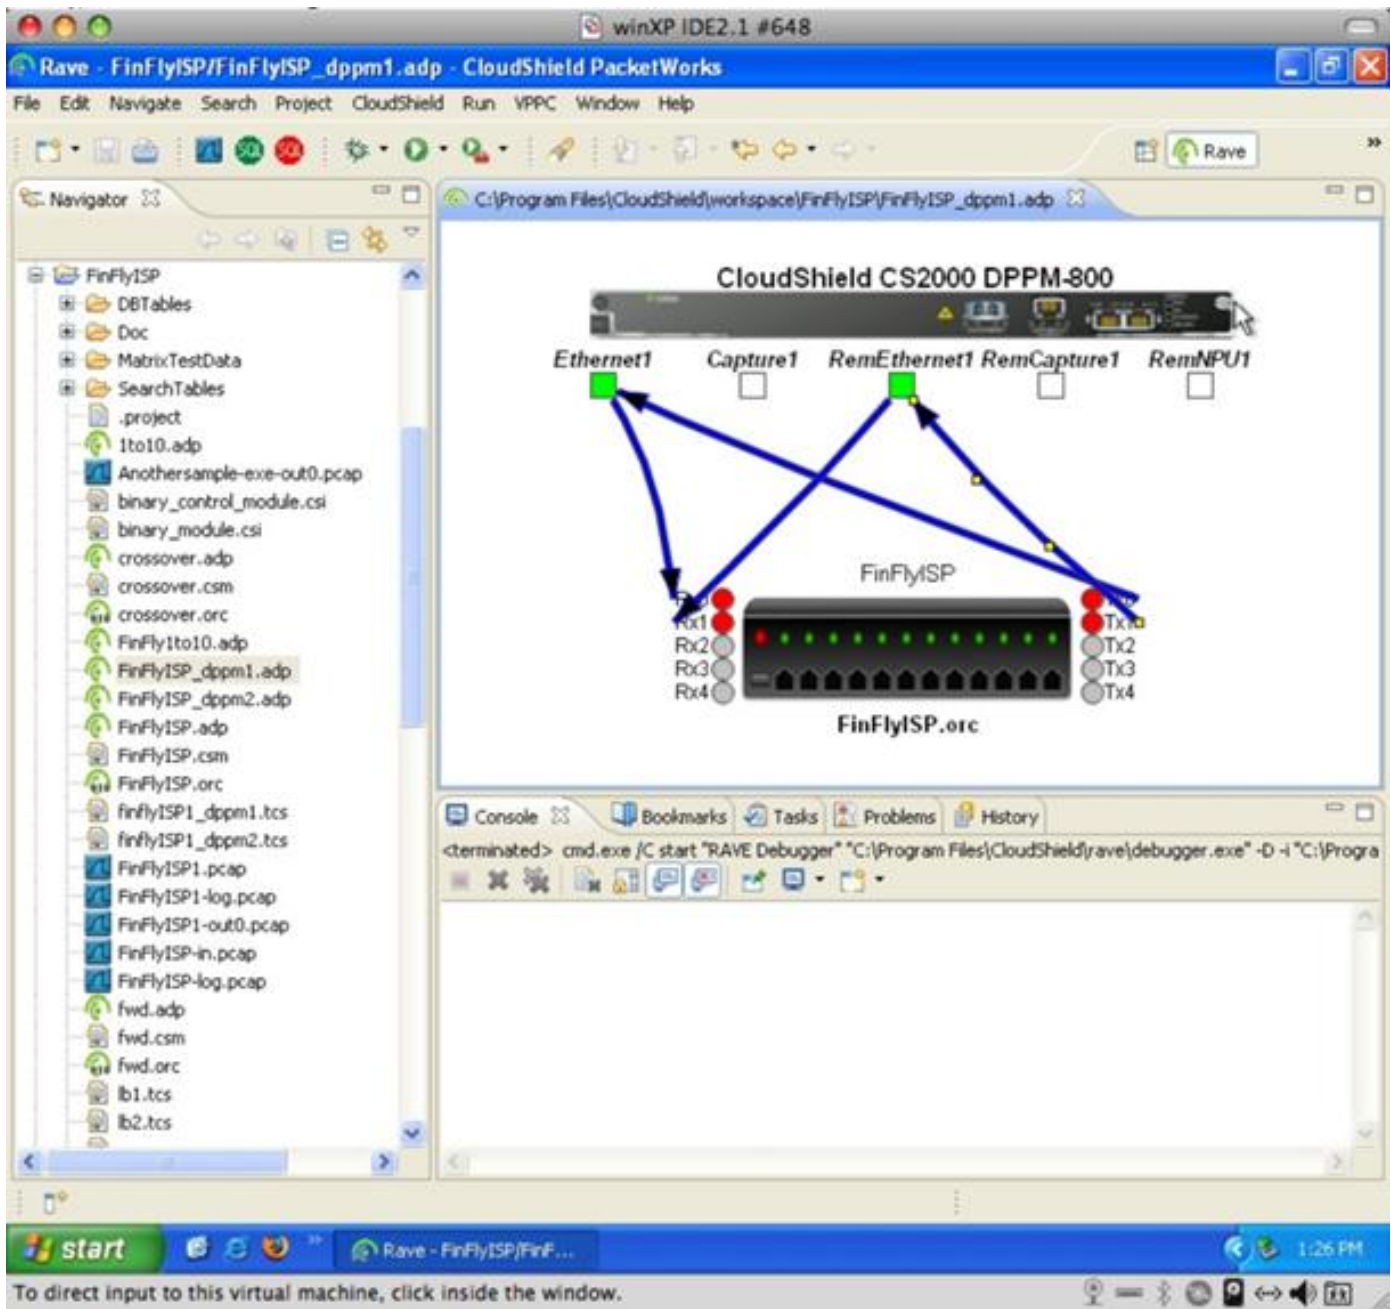 winXP IDE2.1 #648
Rave - FinFlyISP/FinFlyISP_dppm1.adp - CloudShield PacketWorks
File Edit Navigate Search Project CloudShield Run VPPC Window Help
SQL SQL Rave
Navigator
C:\Program Files\CloudShield\workspace\FinFlyISP\FinFlyISP_dppm1.adp
FinFlyISP
DBTables
Doc
MatrixTestData
SearchTables
.project
1to10.adp
Anothersample-exe-out0.pcap
binary_control_module.csi
binary_module.csi
crossover.adp
crossover.csm
crossover.orc
FinFly1to10.adp
FinFlyISP_dppm1.adp
FinFlyISP_dppm2.adp
FinFlyISP.adp
FinFlyISP.csm
FinFlyISP.orc
finflyISP1_dppm1.tcs
finflyISP1_dppm2.tcs
FinFlyISP1.pcap
FinFlyISP1-log.pcap
FinFlyISP1-out0.pcap
FinFlyISP-in.pcap
FinFlyISP-log.pcap
fwd.adp
fwd.csm
fwd.orc
lb1.tcs
lb2.tcs
CloudShield CS2000 DPPM-800
Ethernet1 Capture1 RemEthernet1 RemCapture1 RemNPU1
FinFlyISP
Rx1 Tx1
Rx2 Tx2
Rx3 Tx3
Rx4 Tx4
FinFlyISP.orc
Console Bookmarks Tasks Problems History
<terminated> cmd.exe /C start "RAVE Debugger" "C:\Program Files\CloudShield\rave\debugger.exe" -D -i "C:\Progra
start Rave - FinFlyISP/FinF... 1:26 PM
To direct input to this virtual machine, click inside the window.